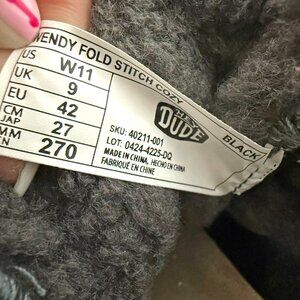 WENDY FOLD STITCH COZY
US W11
UK 9
EU 42
CM JAP 27
MM 270
HEY DUDE
BLACK
SKU: 40211-001
LOT: 0424-4225-DQ
MADE IN CHINA. HECHO EN CHINA
FABRIQUÉ EN CHINE